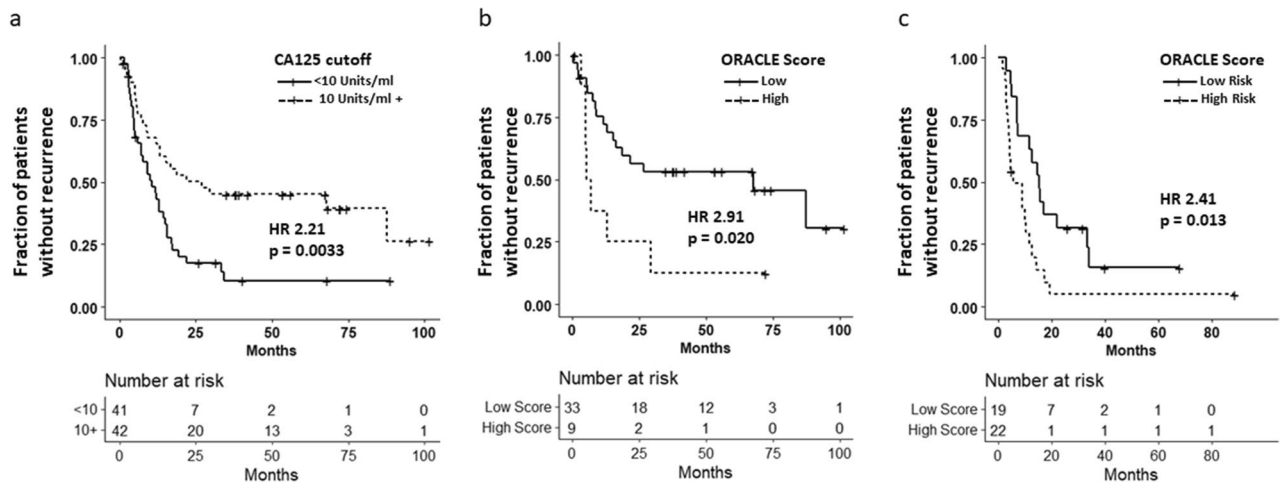 a
CA125 cutoff
<10 Units/ml
10 Units/ml +
Fraction of patients
without recurrence
1.00
0.75
0.50
0.25
0.00
HR 2.21
p = 0.0033
0 25 50 75 100
Months
Number at risk
<10 41 7 2 1 0
10+ 42 20 13 3 1
0 25 50 75 100
Months
b
ORACLE Score
Low
High
Fraction of patients
without recurrence
1.00
0.75
0.50
0.25
0.00
HR 2.91
p = 0.020
0 25 50 75 100
Months
Number at risk
Low Score 33 18 12 3 1
High Score 9 2 1 0 0
0 25 50 75 100
Months
c
ORACLE Score
Low Risk
High Risk
Fraction of patients
without recurrence
1.00
0.75
0.50
0.25
0.00
HR 2.41
p = 0.013
0 20 40 60 80
Months
Number at risk
Low Score 19 7 2 1 0
High Score 22 1 1 1 1
0 20 40 60 80
Months